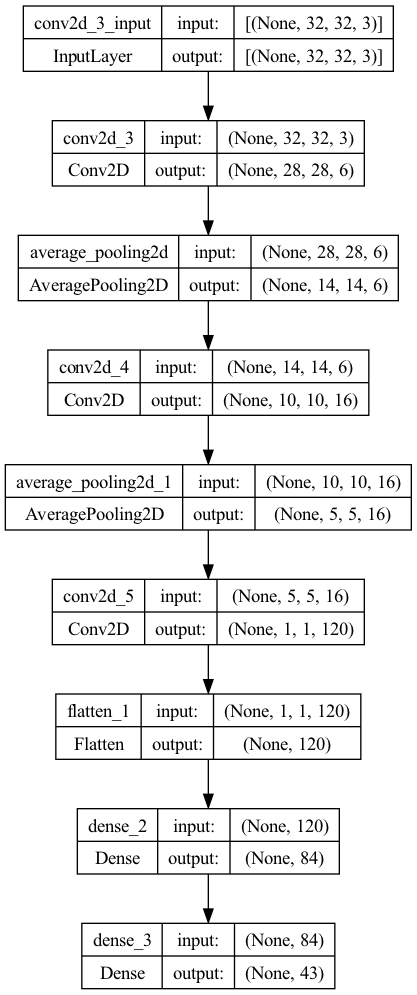 conv2d_3_input input: [(None, 32, 32, 3)]
InputLayer output: [(None, 32, 32, 3)]
conv2d_3 input: (None, 32, 32, 3)
Conv2D output: (None, 28, 28, 6)
average_pooling2d input: (None, 28, 28, 6)
AveragePooling2D output: (None, 14, 14, 6)
conv2d_4 input: (None, 14, 14, 6)
Conv2D output: (None, 10, 10, 16)
average_pooling2d_1 input: (None, 10, 10, 16)
AveragePooling2D output: (None, 5, 5, 16)
conv2d_5 input: (None, 5, 5, 16)
Conv2D output: (None, 1, 1, 120)
flatten_1 input: (None, 1, 1, 120)
Flatten output: (None, 120)
dense_2 input: (None, 120)
Dense output: (None, 84)
dense_3 input: (None, 84)
Dense output: (None, 43)